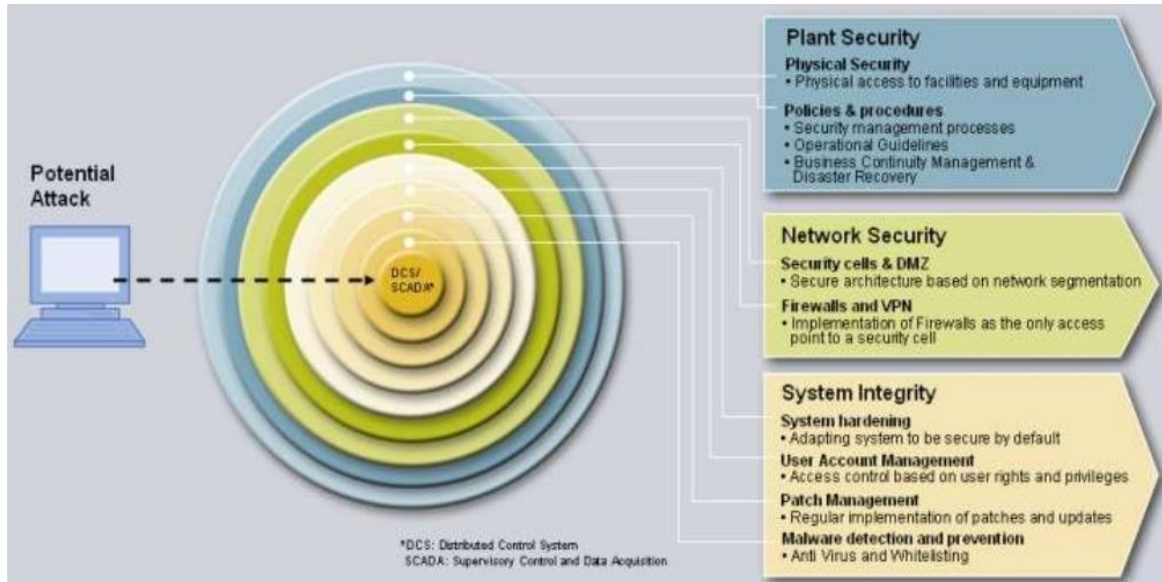 Potential
Attack
DCS/
SCADA*
*DCS: Distributed Control System
SCADA: Supervisory Control and Data Acquisition
Plant Security
Physical Security
• Physical access to facilities and equipment
Policies & procedures
• Security management processes
• Operational Guidelines
• Business Continuity Management &
Disaster Recovery
Network Security
Security cells & DMZ
• Secure architecture based on network segmentation
Firewalls and VPN
• Implementation of Firewalls as the only access
point to a security cell
System Integrity
System hardening
• Adapting system to be secure by default
User Account Management
• Access control based on user rights and privileges
Patch Management
• Regular implementation of patches and updates
Malware detection and prevention
• Anti Virus and Whitelisting